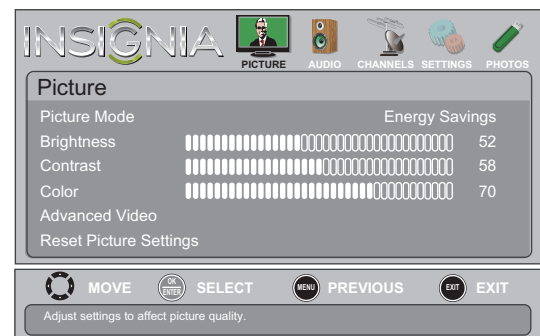 INSIGNIA
PICTURE AUDIO CHANNELS SETTINGS PHOTOS
Picture
Picture Mode Energy Savings
Brightness 52
Contrast 58
Color 70
Advanced Video
Reset Picture Settings
MOVE OK ENTER SELECT MENU PREVIOUS EXIT EXIT
Adjust settings to affect picture quality.